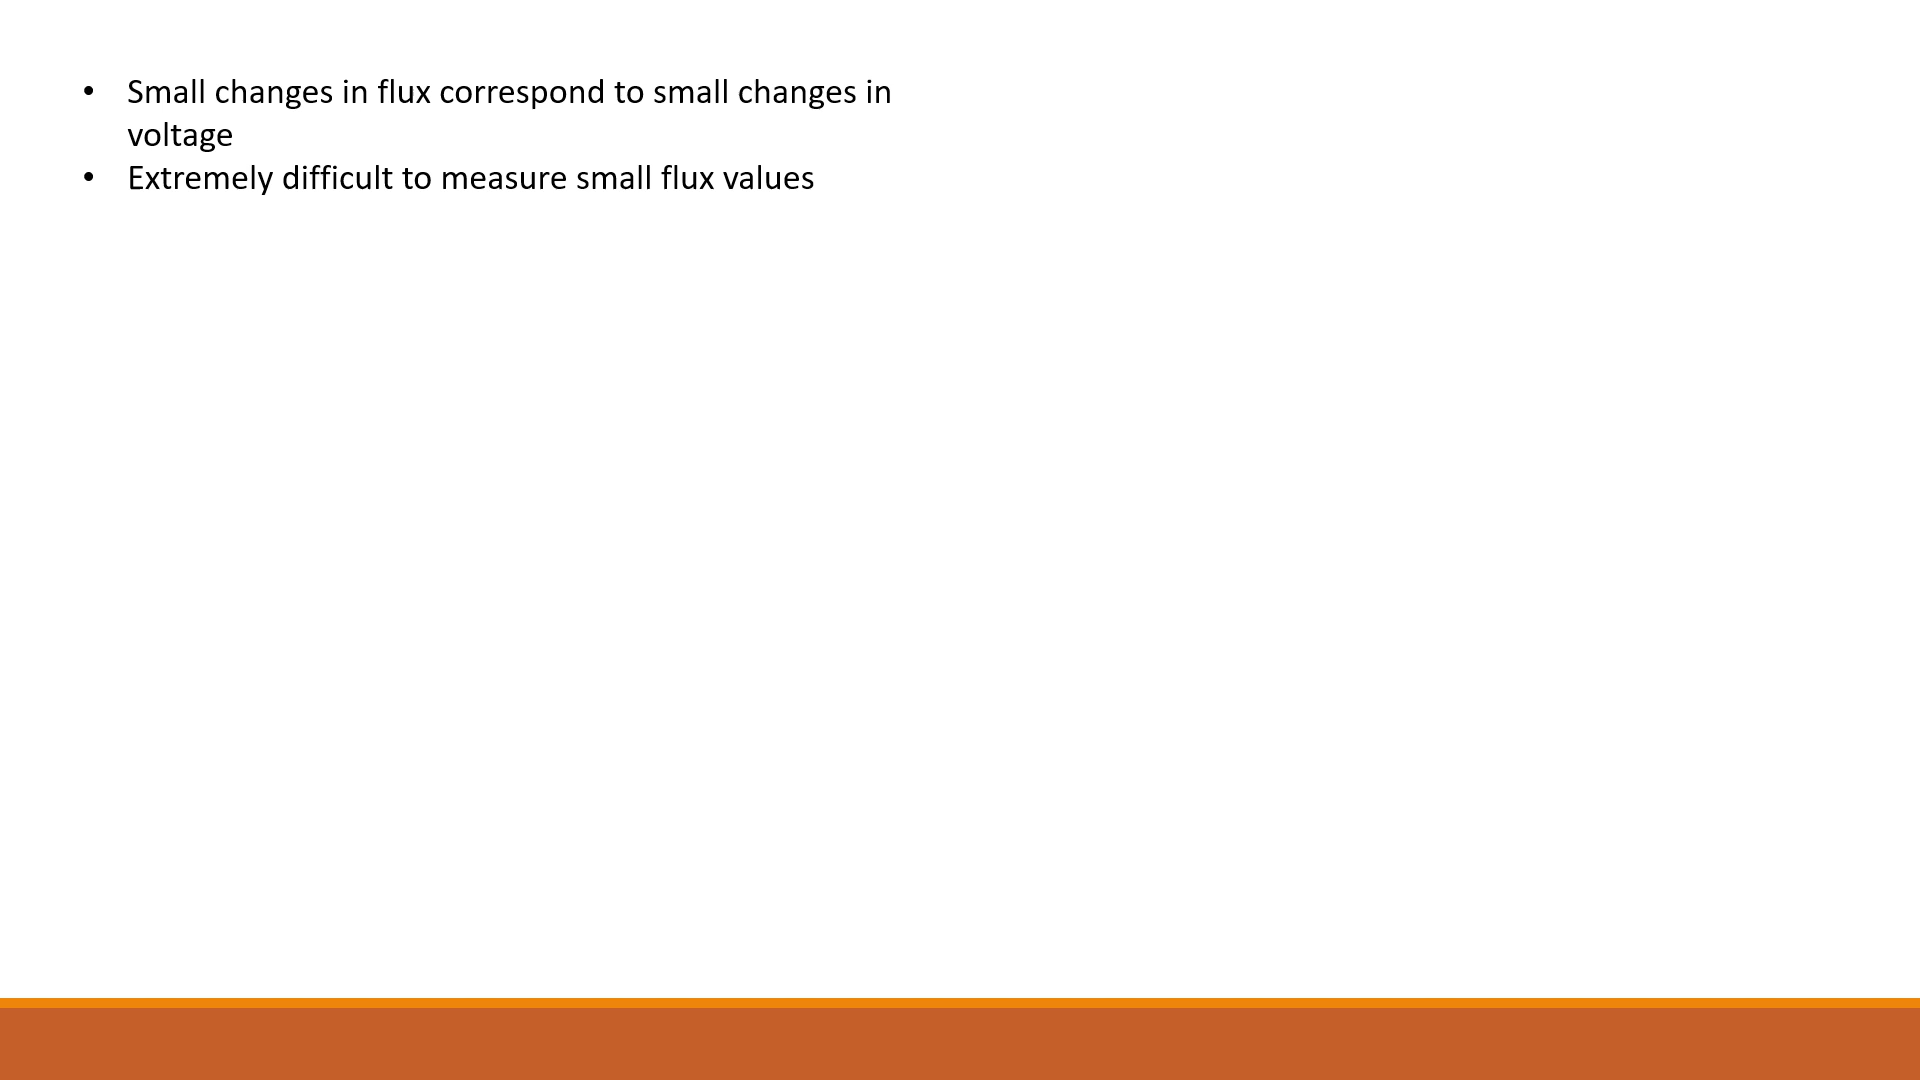 • Small changes in flux correspond to small changes in
voltage
• Extremely difficult to measure small flux values